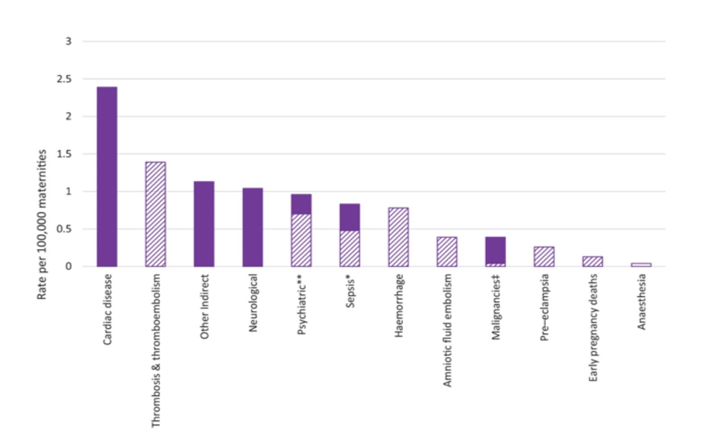 3
2.5
2
1.5
1
0.5
0
Rate per 100,000 maternities
Cardiac disease
Thrombosis & thromboembolism
Other Indirect
Neurological
Psychiatric**
Sepsis*
Haemorrhage
Amniotic fluid embolism
Malignancies‡
Pre–eclampsia
Early pregnancy deaths
Anaesthesia